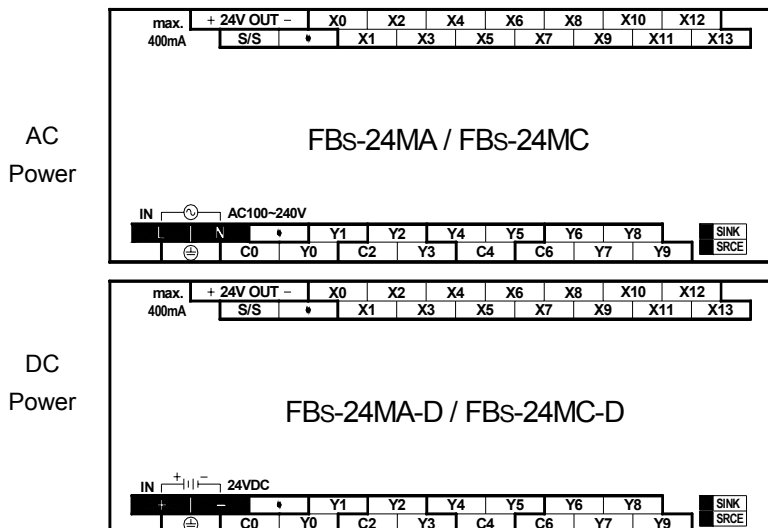 max. + 24V OUT – X0 X2 X4 X6 X8 X10 X12
400mA S/S • X1 X3 X5 X7 X9 X11 X13
AC
Power
FBs-24MA / FBs-24MC
IN AC100~240V
L N • Y1 Y2 Y4 Y5 Y6 Y8 SINK
C0 Y0 C2 Y3 C4 C6 Y7 Y9 SRCE
max. + 24V OUT – X0 X2 X4 X6 X8 X10 X12
400mA S/S • X1 X3 X5 X7 X9 X11 X13
DC
Power
FBs-24MA-D / FBs-24MC-D
IN + – 24VDC
+ – • Y1 Y2 Y4 Y5 Y6 Y8 SINK
C0 Y0 C2 Y3 C4 C6 Y7 Y9 SRCE